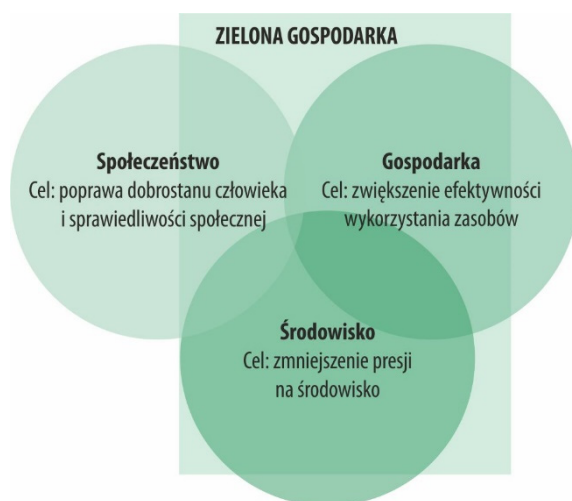 ZIELONA GOSPODARKA
Społeczeństwo
Cel: poprawa dobrostanu człowieka
i sprawiedliwości społecznej
Gospodarka
Cel: zwiększenie efektywności
wykorzystania zasobów
Środowisko
Cel: zmniejszenie presji
na środowisko